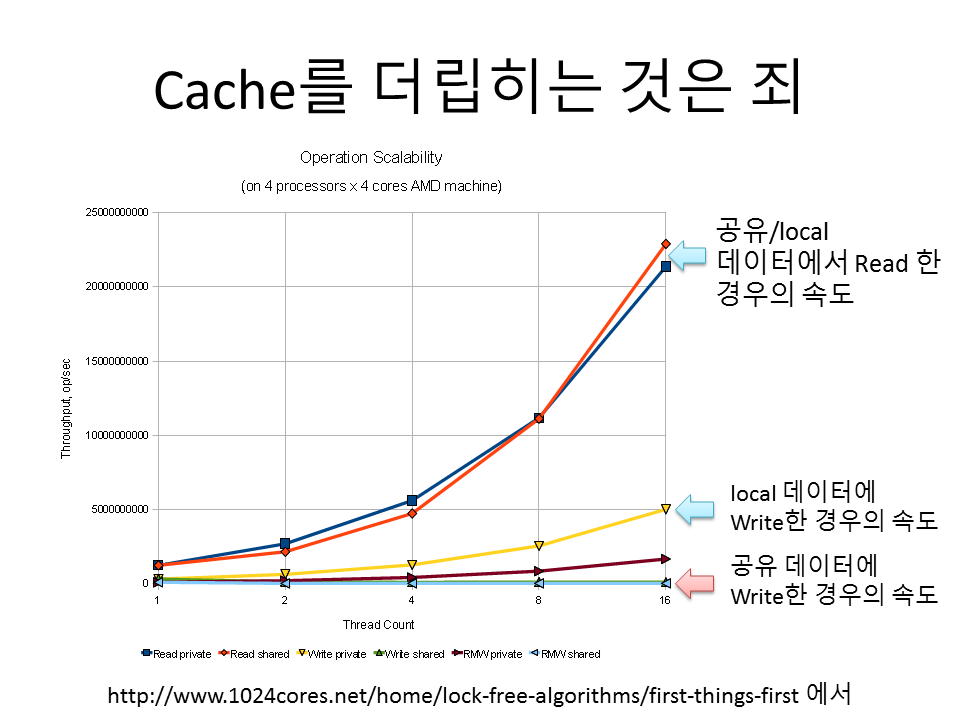 Cache를 더립히는 것은 죄
Operation Scalability
(on 4 processors x 4 cores AMD machine)
25000000000
20000000000
15000000000
10000000000
5000000000
0
Throughput, op/sec
1 2 4 8 16
Thread Count
Read private Read shared Write private Write shared RMW private RMW shared
공유/local
데이터에서 Read 한
경우의 속도
local 데이터에
Write한 경우의 속도
공유 데이터에
Write한 경우의 속도
http://www.1024cores.net/home/lock-free-algorithms/first-things-first 에서